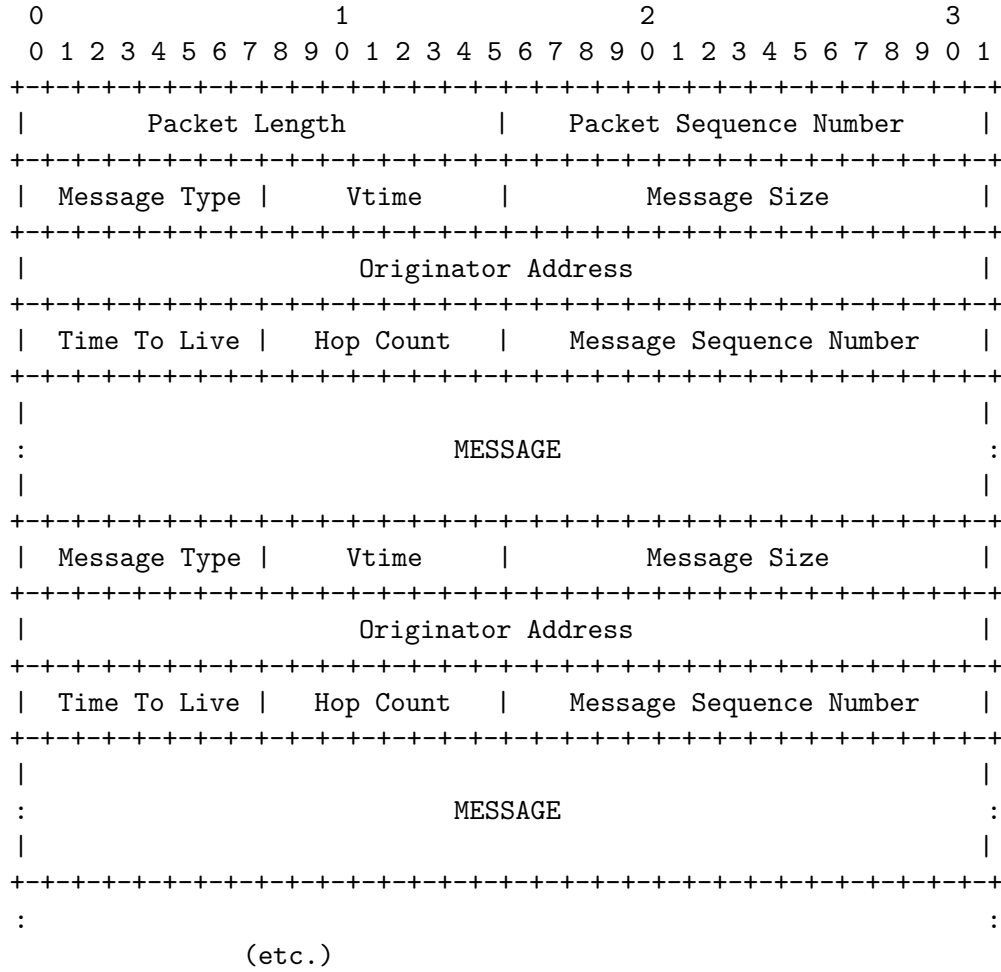 0                   1                   2                   3
 0 1 2 3 4 5 6 7 8 9 0 1 2 3 4 5 6 7 8 9 0 1 2 3 4 5 6 7 8 9 0 1
+-+-+-+-+-+-+-+-+-+-+-+-+-+-+-+-+-+-+-+-+-+-+-+-+-+-+-+-+-+-+-+-+
|         Packet Length         |    Packet Sequence Number     |
+-+-+-+-+-+-+-+-+-+-+-+-+-+-+-+-+-+-+-+-+-+-+-+-+-+-+-+-+-+-+-+-+
|  Message Type |     Vtime     |         Message Size          |
+-+-+-+-+-+-+-+-+-+-+-+-+-+-+-+-+-+-+-+-+-+-+-+-+-+-+-+-+-+-+-+-+
|                      Originator Address                       |
+-+-+-+-+-+-+-+-+-+-+-+-+-+-+-+-+-+-+-+-+-+-+-+-+-+-+-+-+-+-+-+-+
|  Time To Live |   Hop Count   |    Message Sequence Number    |
+-+-+-+-+-+-+-+-+-+-+-+-+-+-+-+-+-+-+-+-+-+-+-+-+-+-+-+-+-+-+-+-+
|                                                               |
:                            MESSAGE                            :
|                                                               |
+-+-+-+-+-+-+-+-+-+-+-+-+-+-+-+-+-+-+-+-+-+-+-+-+-+-+-+-+-+-+-+-+
|  Message Type |     Vtime     |         Message Size          |
+-+-+-+-+-+-+-+-+-+-+-+-+-+-+-+-+-+-+-+-+-+-+-+-+-+-+-+-+-+-+-+-+
|                      Originator Address                       |
+-+-+-+-+-+-+-+-+-+-+-+-+-+-+-+-+-+-+-+-+-+-+-+-+-+-+-+-+-+-+-+-+
|  Time To Live |   Hop Count   |    Message Sequence Number    |
+-+-+-+-+-+-+-+-+-+-+-+-+-+-+-+-+-+-+-+-+-+-+-+-+-+-+-+-+-+-+-+-+
|                                                               |
:                            MESSAGE                            :
|                                                               |
+-+-+-+-+-+-+-+-+-+-+-+-+-+-+-+-+-+-+-+-+-+-+-+-+-+-+-+-+-+-+-+-+
:                                                               :
               (etc.)